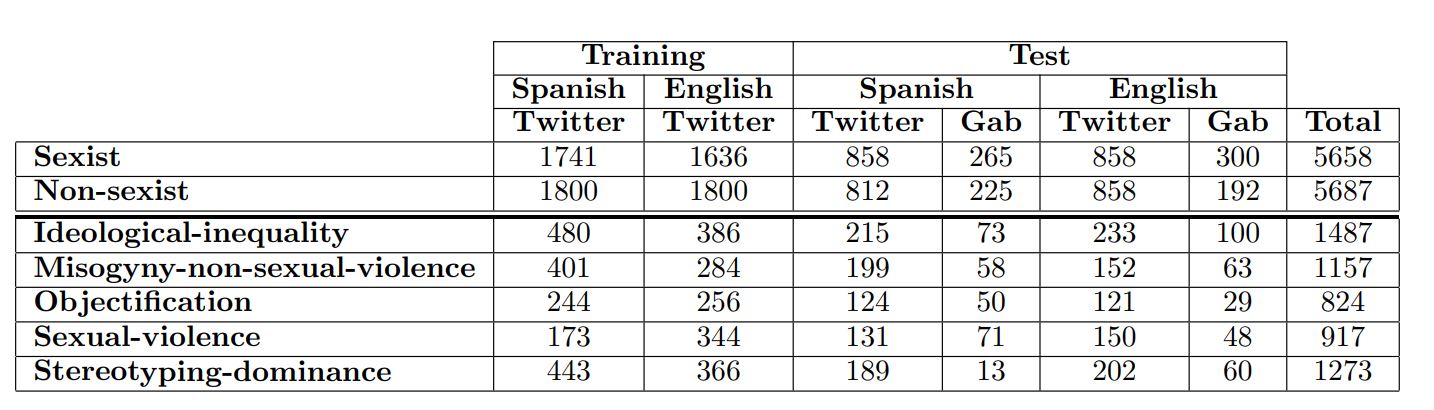 Training Test
Spanish English Spanish English
Twitter Twitter Twitter Gab Twitter Gab Total
Sexist 1741 1636 858 265 858 300 5658
Non-sexist 1800 1800 812 225 858 192 5687
Ideological-inequality 480 386 215 73 233 100 1487
Misogyny-non-sexual-violence 401 284 199 58 152 63 1157
Objectification 244 256 124 50 121 29 824
Sexual-violence 173 344 131 71 150 48 917
Stereotyping-dominance 443 366 189 13 202 60 1273